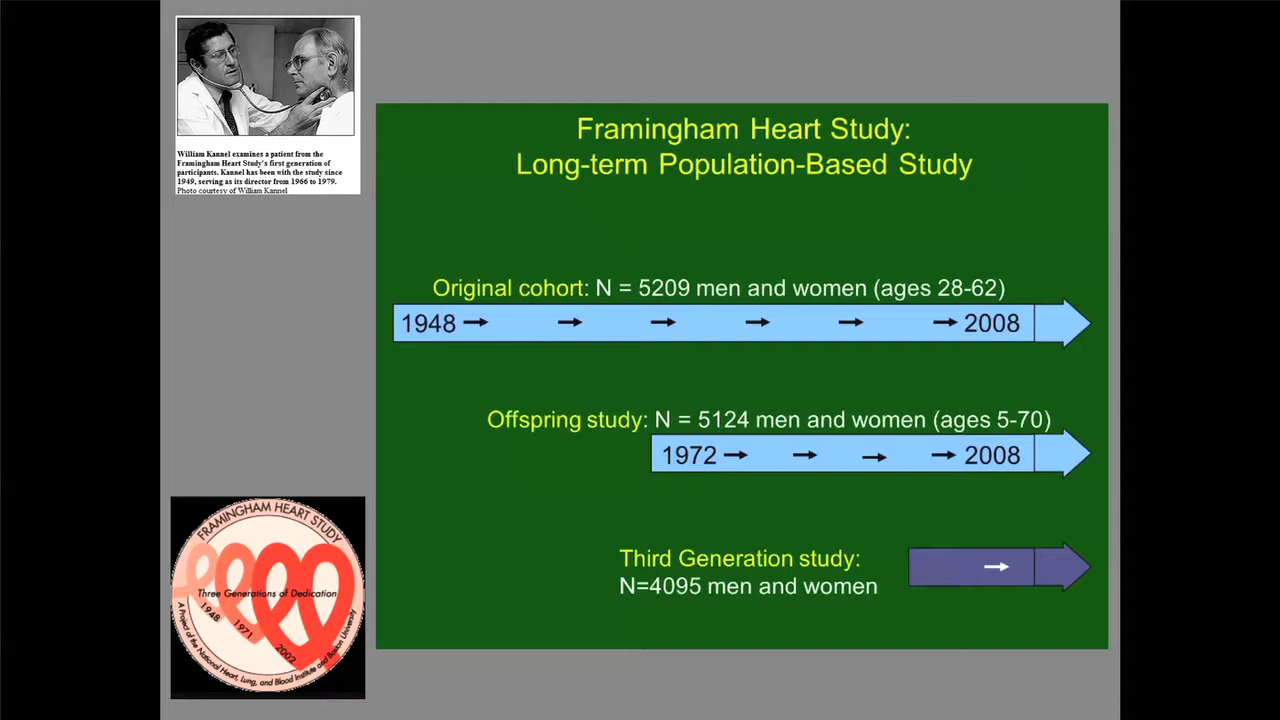 William Kannel examines a patient from the
Framingham Heart Study's first generation of
participants. Kannel has been with the study since
1949, serving as its director from 1966 to 1979.
Photo courtesy of William Kannel
Framingham Heart Study:
Long-term Population-Based Study
Original cohort: N = 5209 men and women (ages 28-62)
1948 → → → → → → 2008
Offspring study: N = 5124 men and women (ages 5-70)
1972 → → → → 2008
Third Generation study:
N=4095 men and women
→
FRAMINGHAM HEART STUDY
Three Generations of Dedication
1948
1971
2002
A Project of the National Heart, Lung, and Blood Institute and Boston University